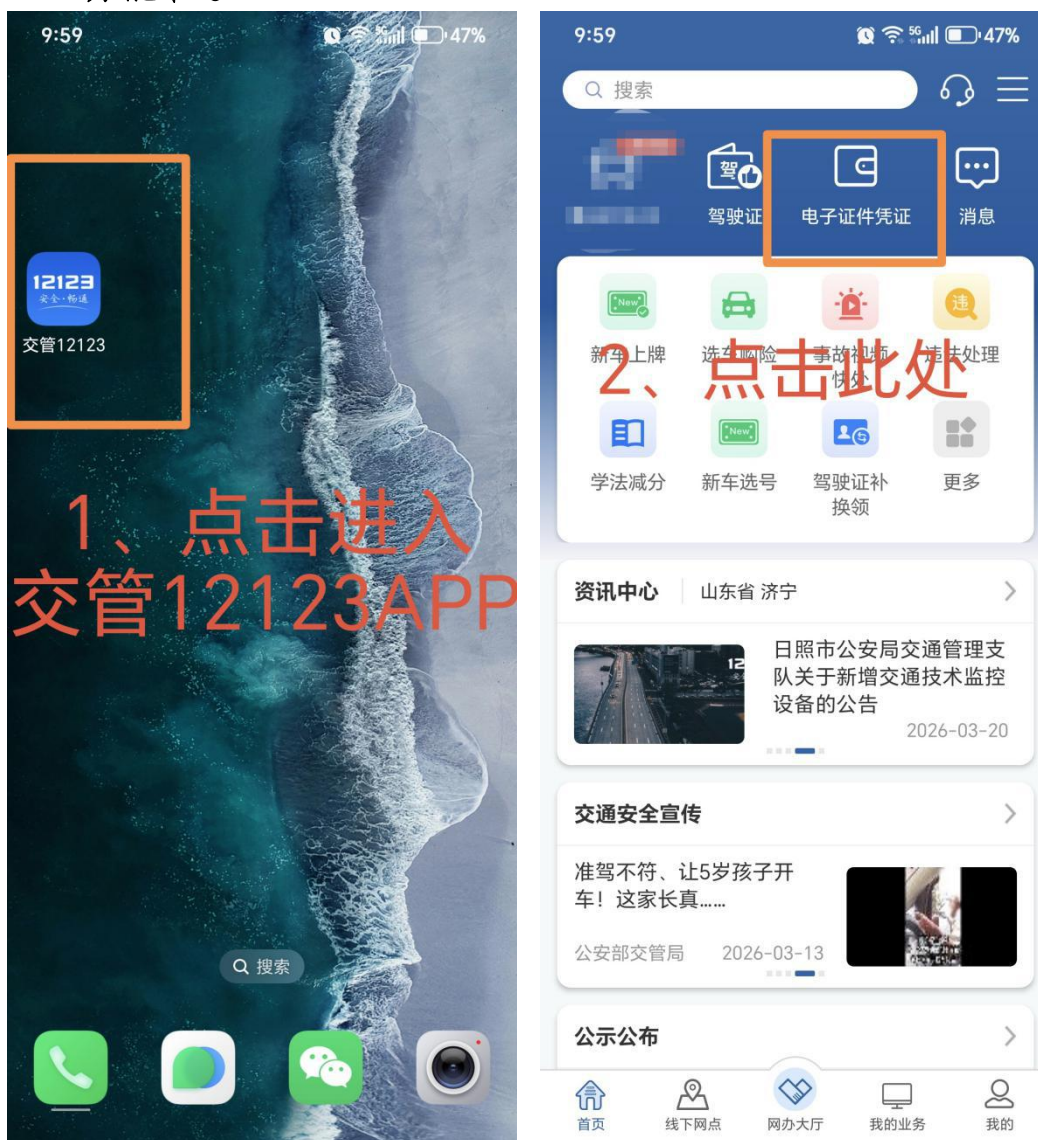 9:59
5G 47%
12123
安全·畅通
交管12123
1、点击进入
交管12123APP
搜索
9:59
5G 47%
搜索
驾
驾驶证
电子证件凭证
消息
New
违
新车上牌
选车购险
事故视频
快处
违法处理
2、点击此处
New
学法减分
新车选号
驾驶证补
换领
更多
资讯中心
山东省 济宁
12
日照市公安局交通管理支
队关于新增交通技术监控
设备的公告
2026-03-20
交通安全宣传
准驾不符、让5岁孩子开
车！这家长真……
公安部交管局
2026-03-13
公示公布
首页
线下网点
网办大厅
我的业务
我的